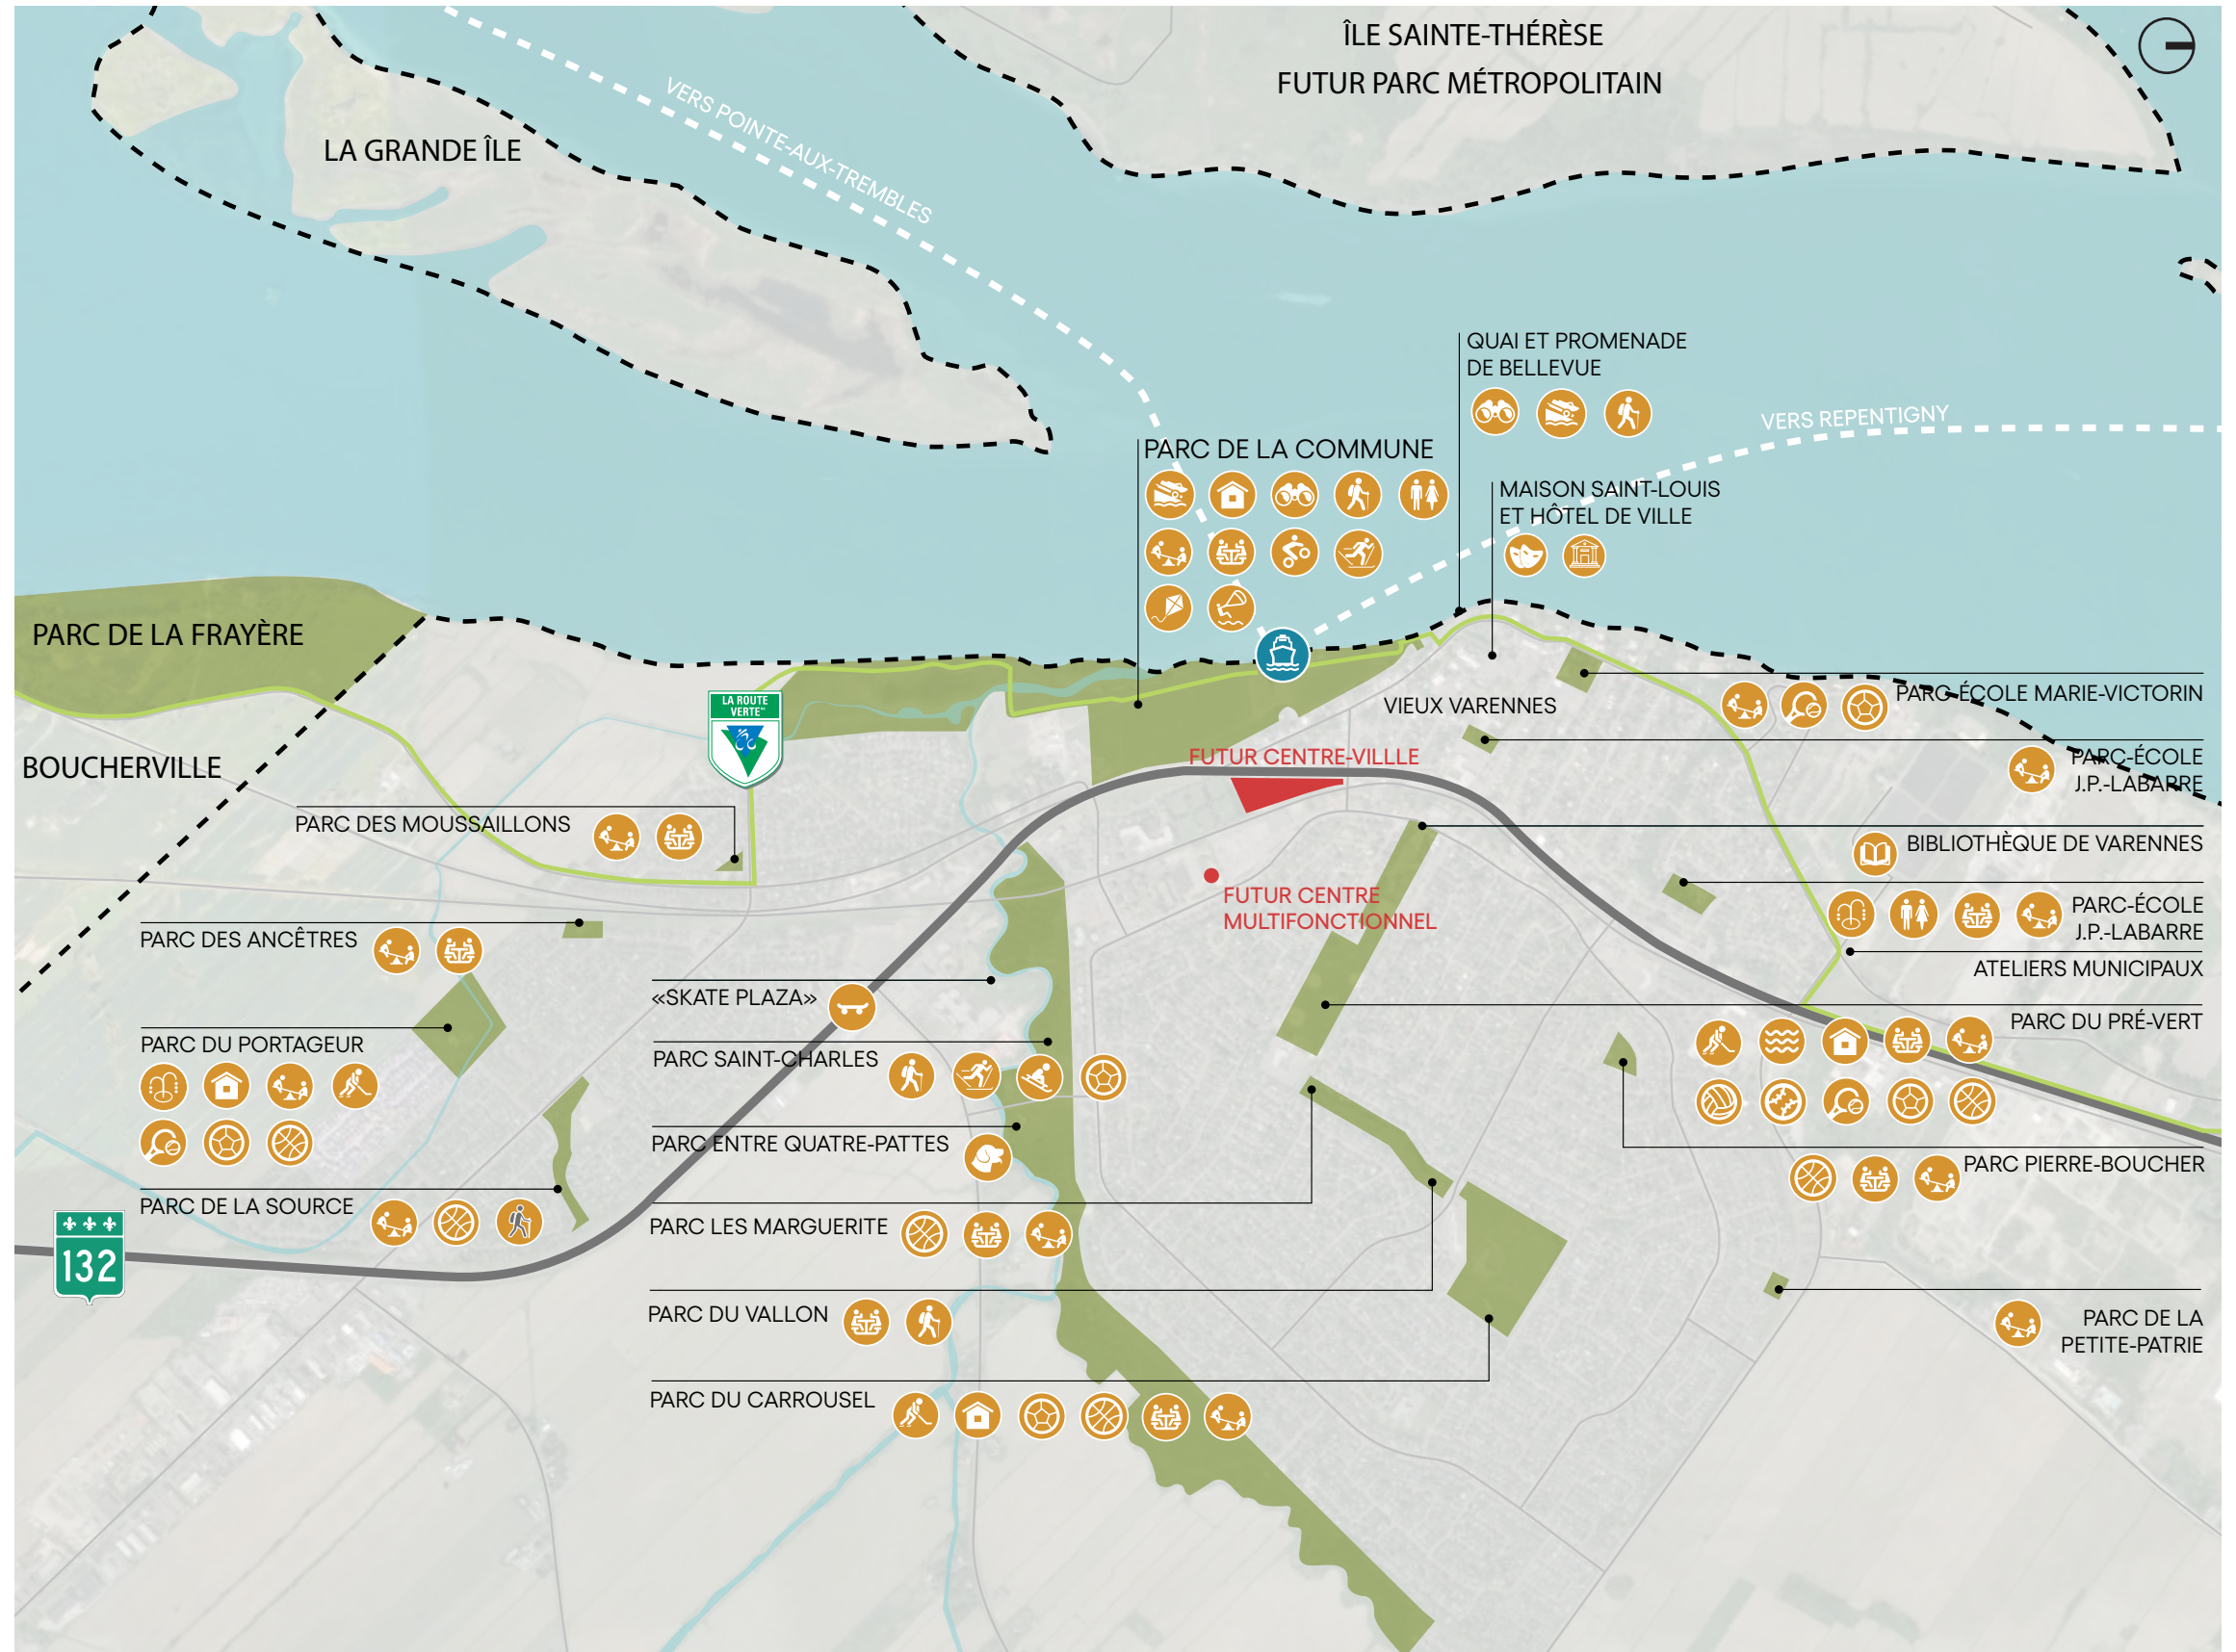 ÎLE SAINTE-THÉRÈSE
FUTUR PARC MÉTROPOLITAIN
VERS POINTE-AUX-TREMBLES
LA GRANDE ÎLE
QUAI ET PROMENADE
DE BELLEVUE
VERS REPENTIGNY
PARC DE LA COMMUNE
MAISON SAINT-LOUIS
ET HÔTEL DE VILLE
PARC DE LA FRAYÈRE
BOUCHERVILLE
LA ROUTE
VERTE
VIEUX VARENNES
PARC-ÉCOLE MARIE-VICTORIN
FUTUR CENTRE-VILLLE
PARC-ÉCOLE
J.P.-LABARRE
PARC DES MOUSSAILLONS
BIBLIOTHÈQUE DE VARENNES
FUTUR CENTRE
MULTIFONCTIONNEL
PARC-ÉCOLE
J.P.-LABARRE
PARC DES ANCÊTRES
ATELIERS MUNICIPAUX
«SKATE PLAZA»
PARC DU PRÉ-VERT
PARC DU PORTAGEUR
PARC SAINT-CHARLES
PARC ENTRE QUATRE-PATTES
PARC PIERRE-BOUCHER
PARC DE LA SOURCE
PARC LES MARGUERITE
132
PARC DU VALLON
PARC DE LA
PETITE-PATRIE
PARC DU CARROUSEL